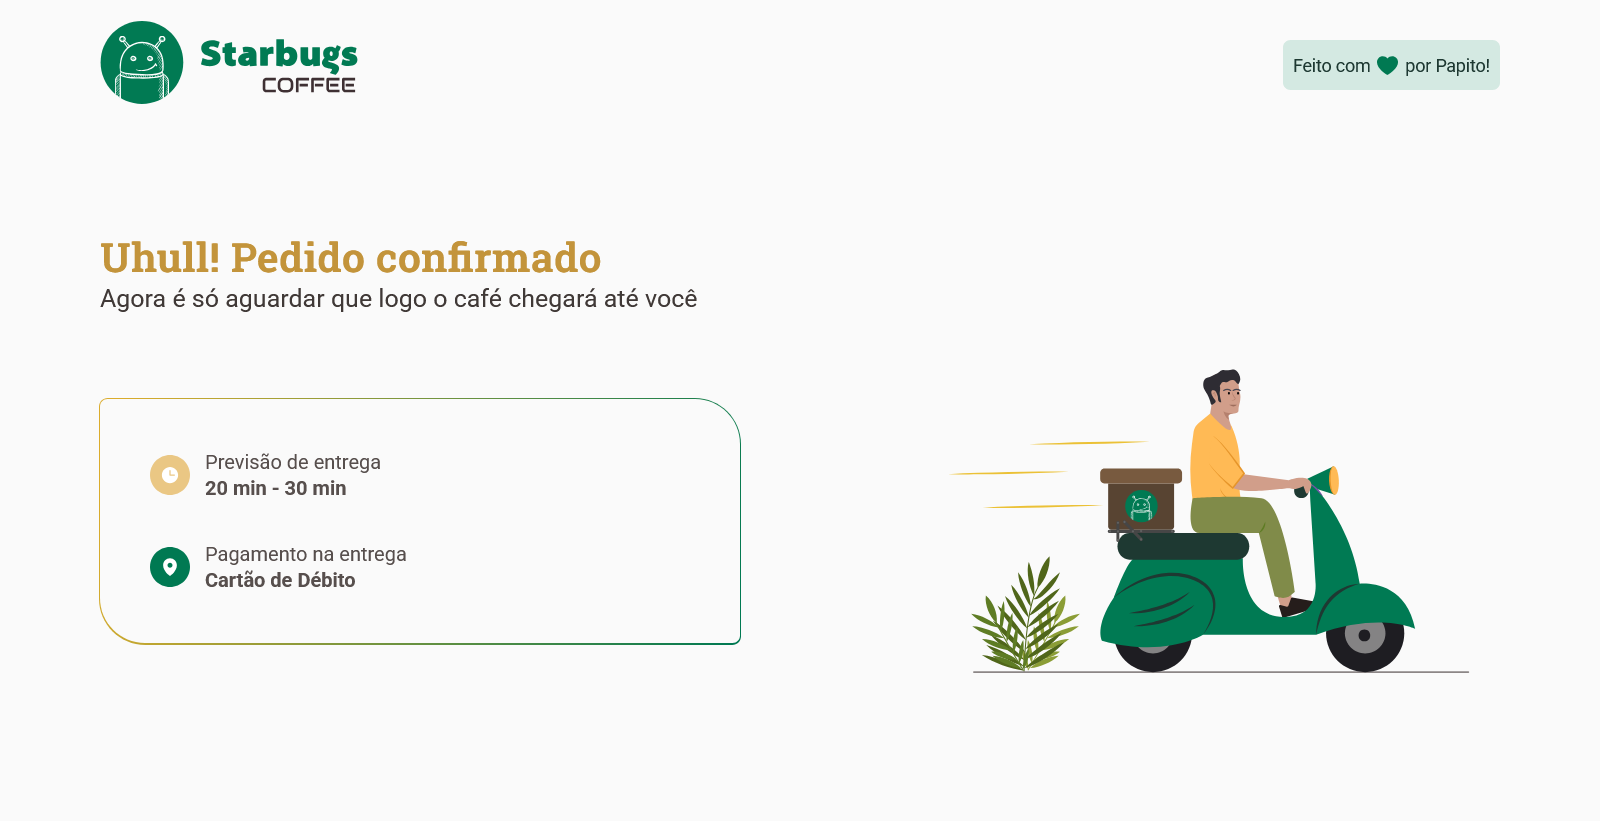 Starbugs
COFFEE
Feito com por Papito!
Uhull! Pedido confirmado
Agora é só aguardar que logo o café chegará até você
Previsão de entrega
20 min - 30 min
Pagamento na entrega
Cartão de Débito